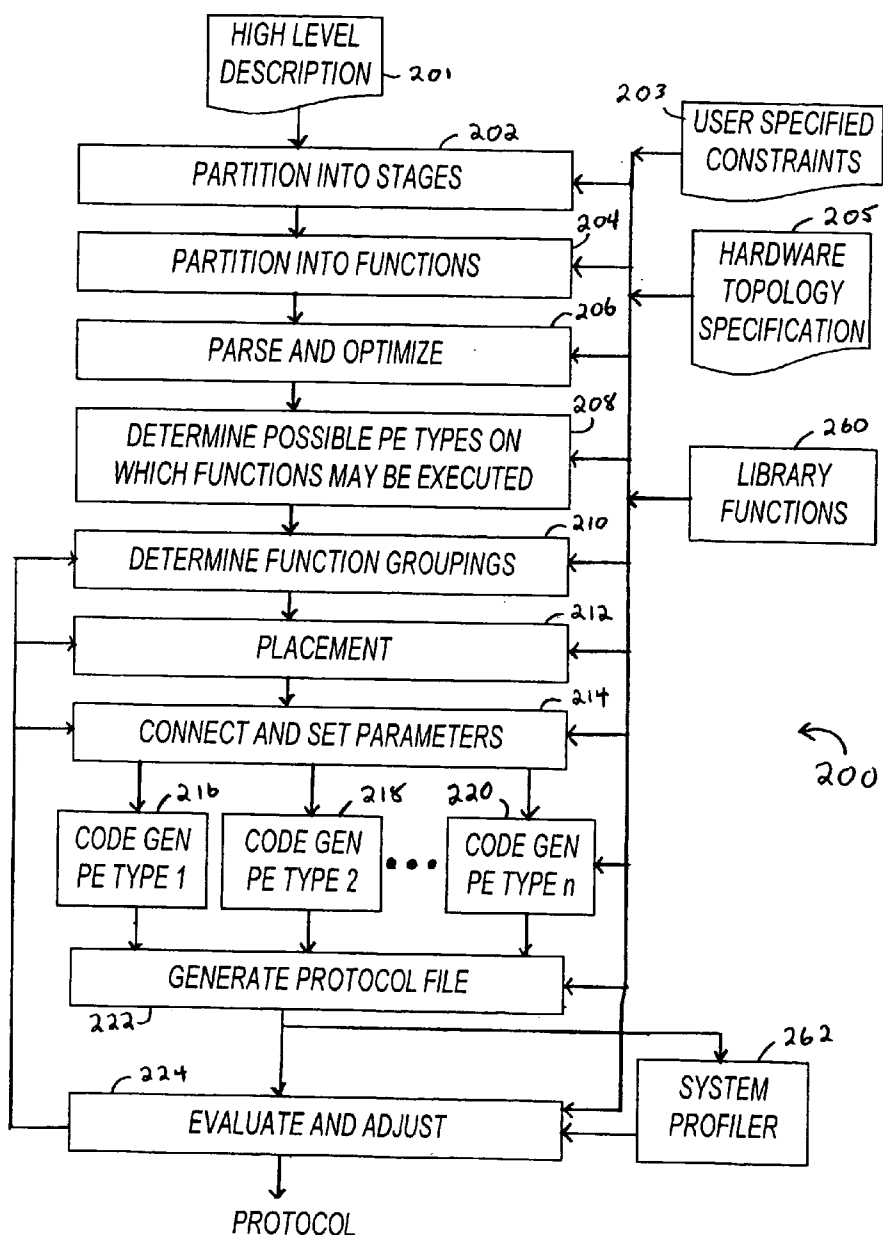 HIGH LEVEL
DESCRIPTION
201
202
PARTITION INTO STAGES
203
USER SPECIFIED
CONSTRAINTS
204
PARTITION INTO FUNCTIONS
205
HARDWARE
TOPOLOGY
SPECIFICATION
206
PARSE AND OPTIMIZE
208
DETERMINE POSSIBLE PE TYPES ON
WHICH FUNCTIONS MAY BE EXECUTED
260
LIBRARY
FUNCTIONS
210
DETERMINE FUNCTION GROUPINGS
212
PLACEMENT
214
CONNECT AND SET PARAMETERS
200
216
CODE GEN
PE TYPE 1
218
CODE GEN
PE TYPE 2
•••
220
CODE GEN
PE TYPE n
GENERATE PROTOCOL FILE
222
262
SYSTEM
PROFILER
224
EVALUATE AND ADJUST
PROTOCOL